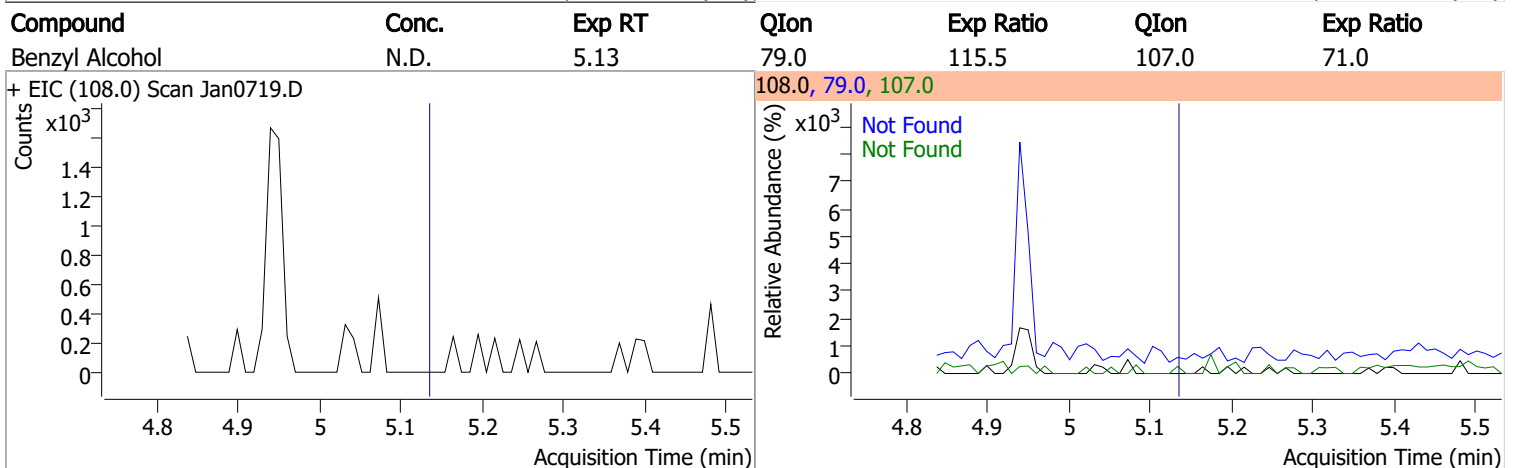 Compound Conc. Exp RT QIon Exp Ratio QIon Exp Ratio
Benzyl Alcohol N.D. 5.13 79.0 115.5 107.0 71.0
+ EIC (108.0) Scan Jan0719.D
Counts
x10³
1.4
1.2
1
0.8
0.6
0.4
0.2
0
4.8 4.9 5 5.1 5.2 5.3 5.4 5.5
Acquisition Time (min)
108.0, 79.0, 107.0
Relative Abundance (%)
x10³
Not Found
Not Found
7
6
5
4
3
2
1
0
4.8 4.9 5 5.1 5.2 5.3 5.4 5.5
Acquisition Time (min)